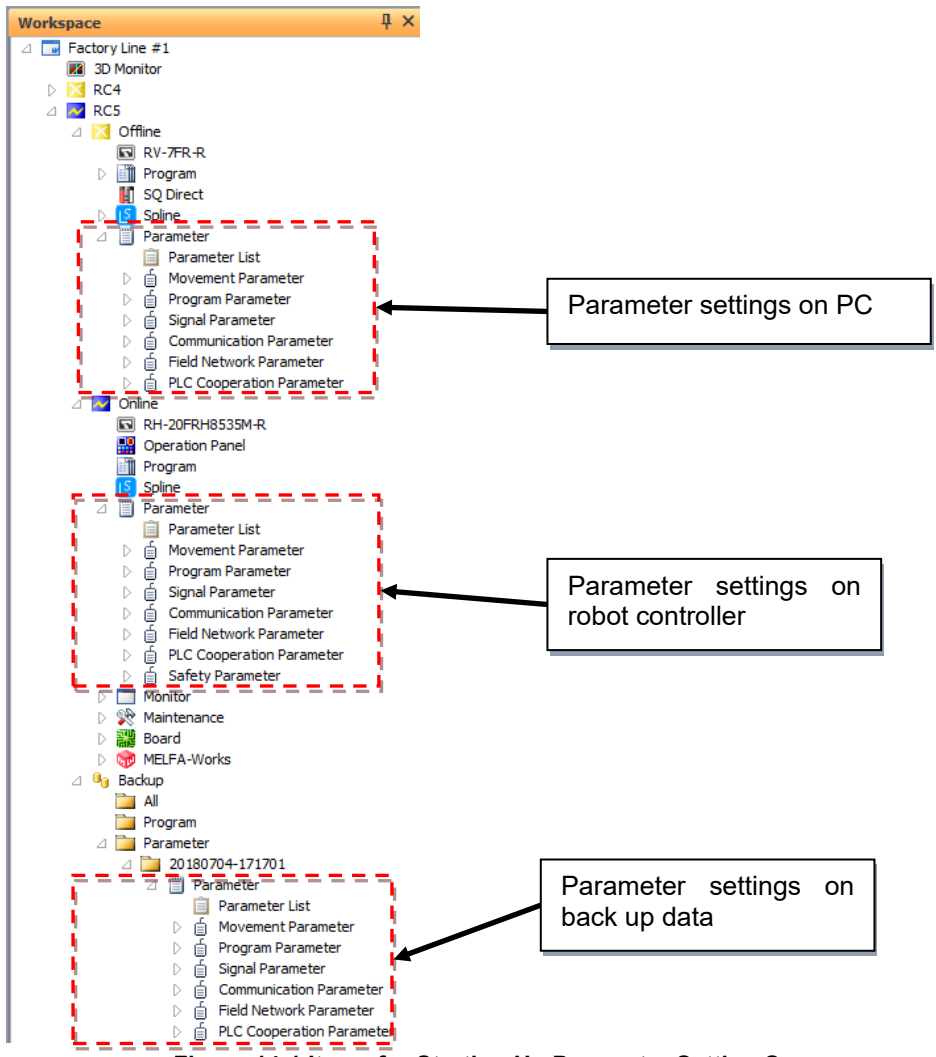 Workspace
Factory Line #1
3D Monitor
RC4
RC5
Offline
RV-7FR-R
Program
SQ Direct
Spline
Parameter
Parameter List
Movement Parameter
Program Parameter
Signal Parameter
Communication Parameter
Field Network Parameter
PLC Cooperation Parameter
Parameter settings on PC
Online
RH-20FRH8535M-R
Operation Panel
Program
Spline
Parameter
Parameter List
Movement Parameter
Program Parameter
Signal Parameter
Communication Parameter
Field Network Parameter
PLC Cooperation Parameter
Safety Parameter
Parameter settings on
robot controller
Monitor
Maintenance
Board
MELFA-Works
Backup
All
Program
Parameter
20180704-171701
Parameter
Parameter List
Movement Parameter
Program Parameter
Signal Parameter
Communication Parameter
Field Network Parameter
PLC Cooperation Parameter
Parameter settings on
back up data